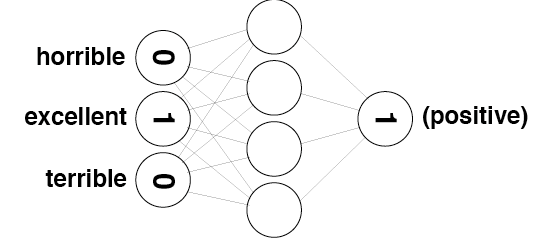 horrible 0
excellent 1 1 (positive)
terrible 0